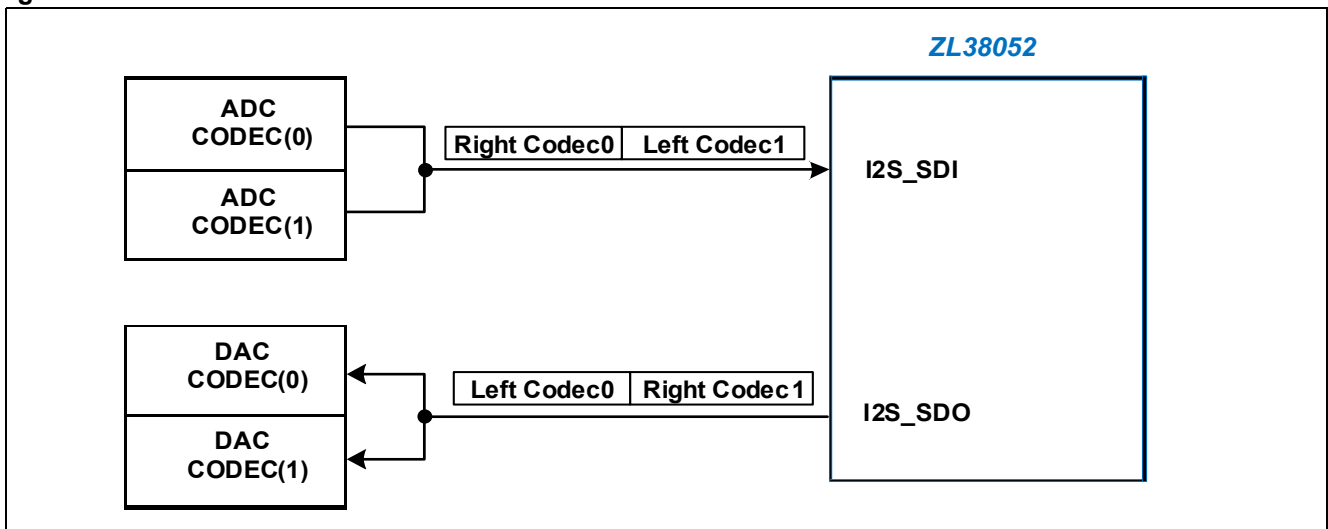 ZL38052
ADC
CODEC(0)
Right Codec0 Left Codec1
I2S_SDI
ADC
CODEC(1)
DAC
CODEC(0)
Left Codec0 Right Codec1
I2S_SDO
DAC
CODEC(1)